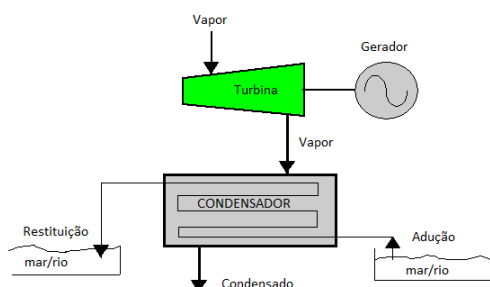 Vapor
Gerador
Turbina
Vapor
CONDENSADOR
Restituição
Adução
mar/rio
mar/rio
Condensado